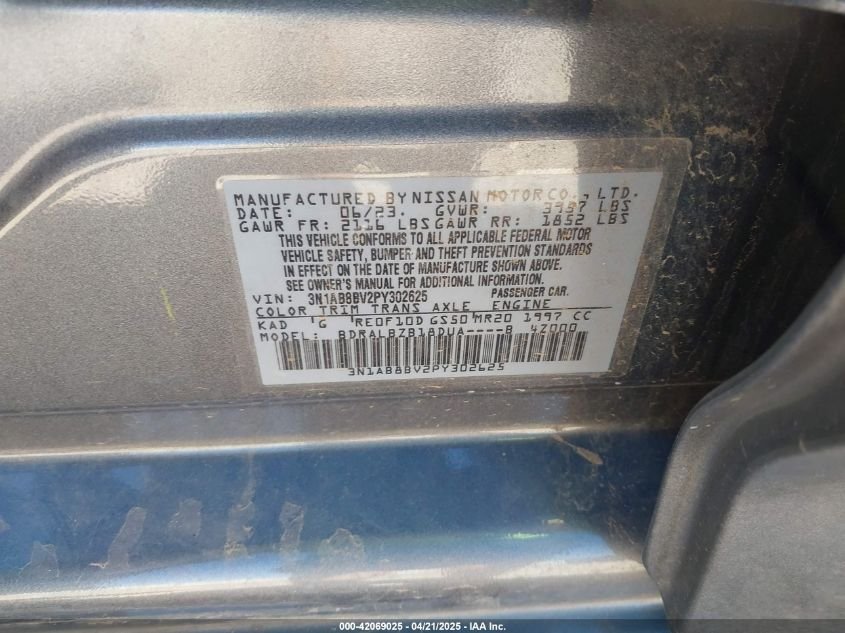 MANUFACTURED BY NISSAN MOTOR CO., LTD.
DATE: 06/23. GVWR: 3997 LBS
GAWR FR: 2116 LBS GAWR RR: 1852 LBS
THIS VEHICLE CONFORMS TO ALL APPLICABLE FEDERAL MOTOR
VEHICLE SAFETY, BUMPER AND THEFT PREVENTION STANDARDS
IN EFFECT ON THE DATE OF MANUFACTURE SHOWN ABOVE.
SEE OWNER'S MANUAL FOR ADDITIONAL INFORMATION.
VIN: 3N1AB8BV2PY302625 PASSENGER CAR.
COLOR TRIM TRANS AXLE ENGINE
KAD G RE0F10D GS50 MR20 1997 CC
MODEL: BDRALBZB18DUA----B 4Z000
3N1AB8BV2PY302625
000-42069025 - 04/21/2025 - IAA Inc.